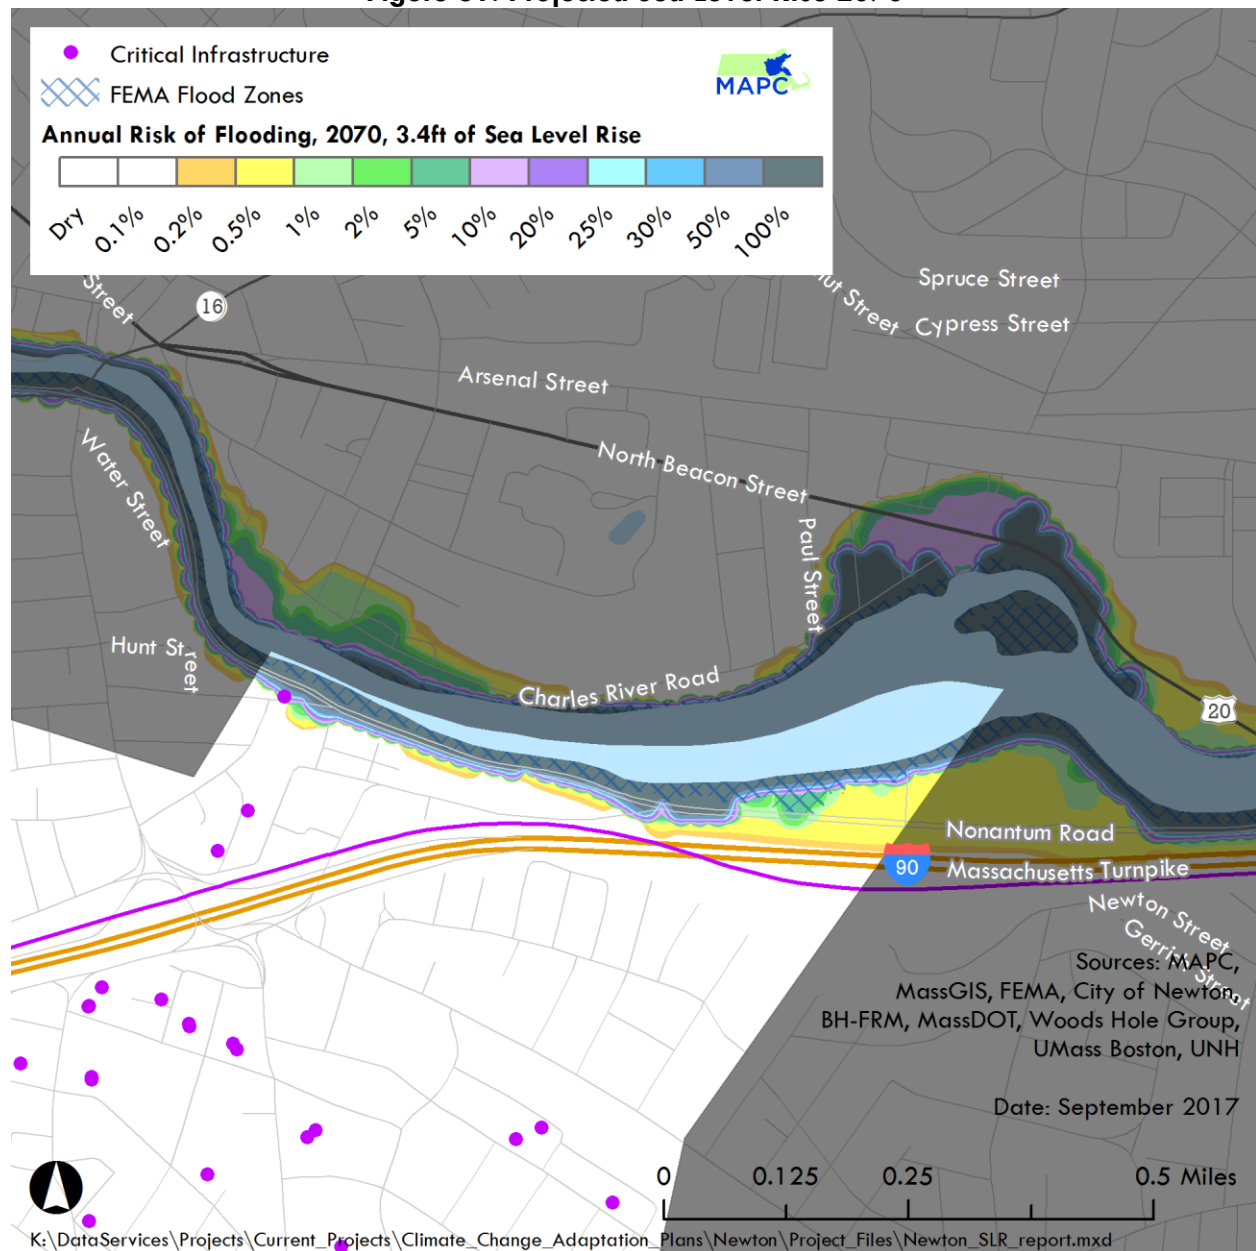 Critical Infrastructure
FEMA Flood Zones
MAPC
Annual Risk of Flooding, 2070, 3.4ft of Sea Level Rise
Dry 0.1% 0.2% 0.5% 1% 2% 5% 10% 20% 25% 30% 50% 100%
Street
16
Spruce Street
Street
Cypress Street
Arsenal Street
North Beacon Street
Water Street
Paul Street
Hunt Street
Charles River Road
20
Nonantum Road
90
Massachusetts Turnpike
Newton Street
Gerrish Street
Sources: MAPC,
MassGIS, FEMA, City of Newton,
BH-FRM, MassDOT, Woods Hole Group,
UMass Boston, UNH
Date: September 2017
0 0.125 0.25 0.5 Miles
K:\DataServices\Projects\Current_Projects\Climate_Change_Adaptation_Plans\Newton\Project_Files\Newton_SLR_report.mxd